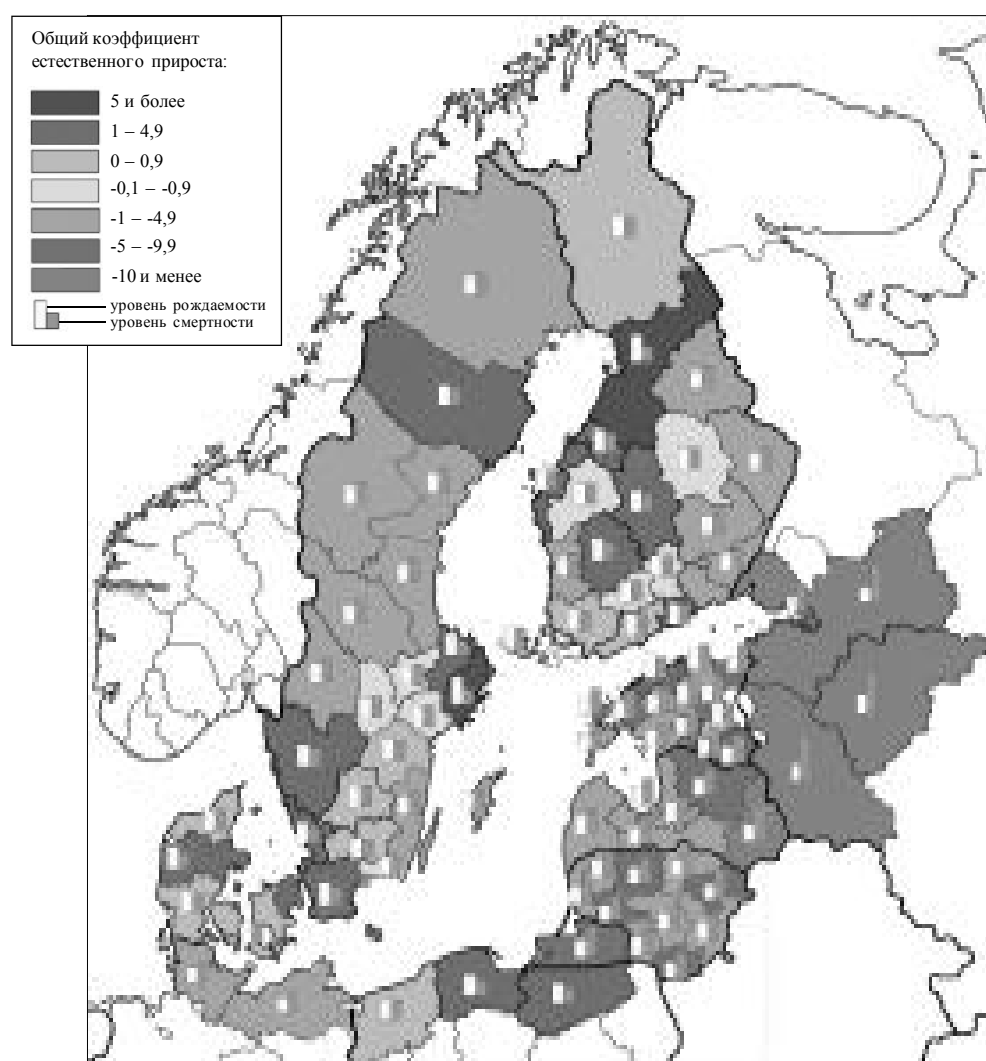 Общий коэффициент
естественного прироста:
5 и более
1 – 4,9
0 – 0,9
-0,1 – -0,9
-1 – -4,9
-5 – -9,9
-10 и менее
уровень рождаемости
уровень смертности